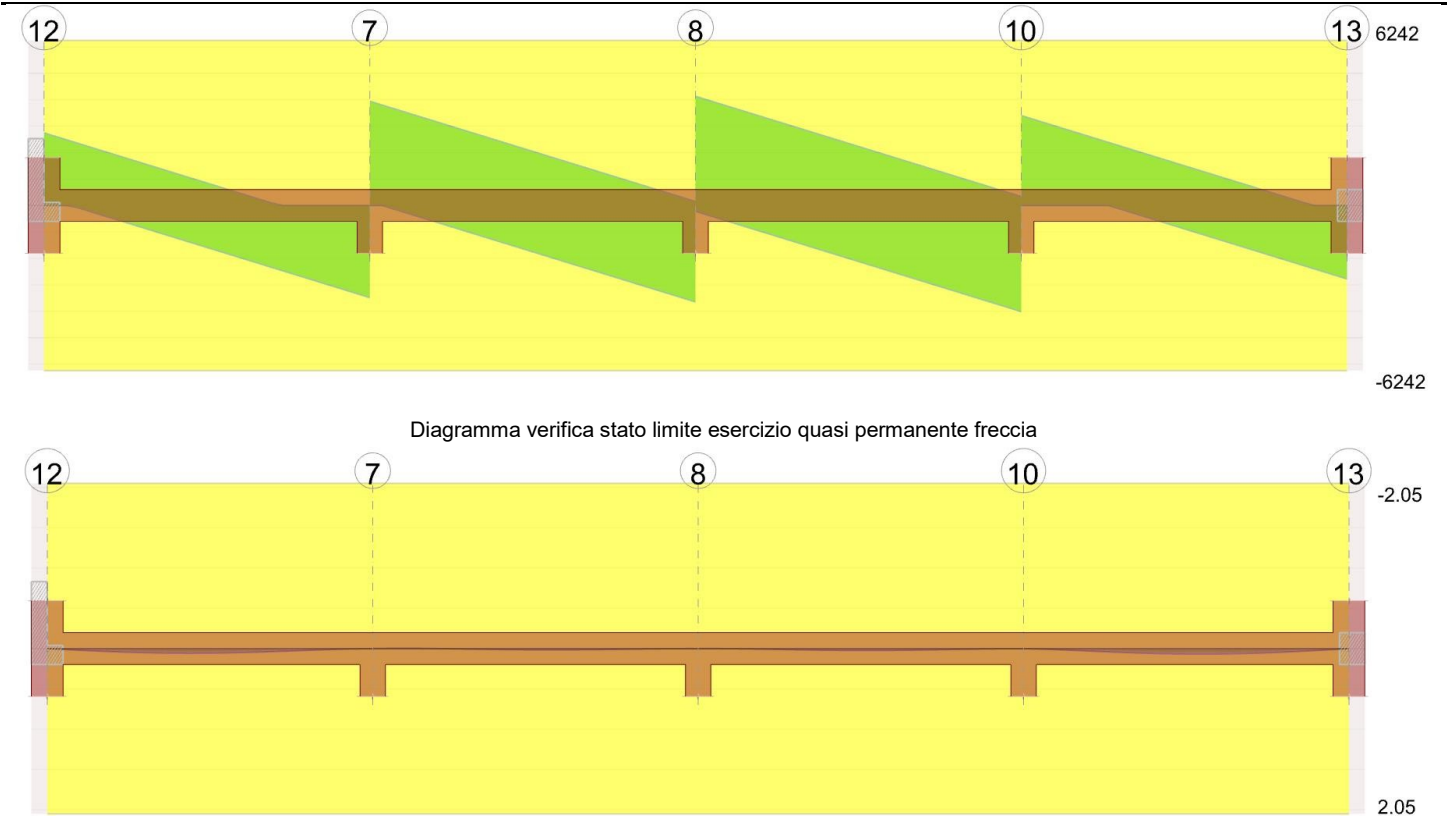 12 7 8 10 13 6242
-6242
Diagramma verifica stato limite esercizio quasi permanente freccia
12 7 8 10 13
-2.05
2.05